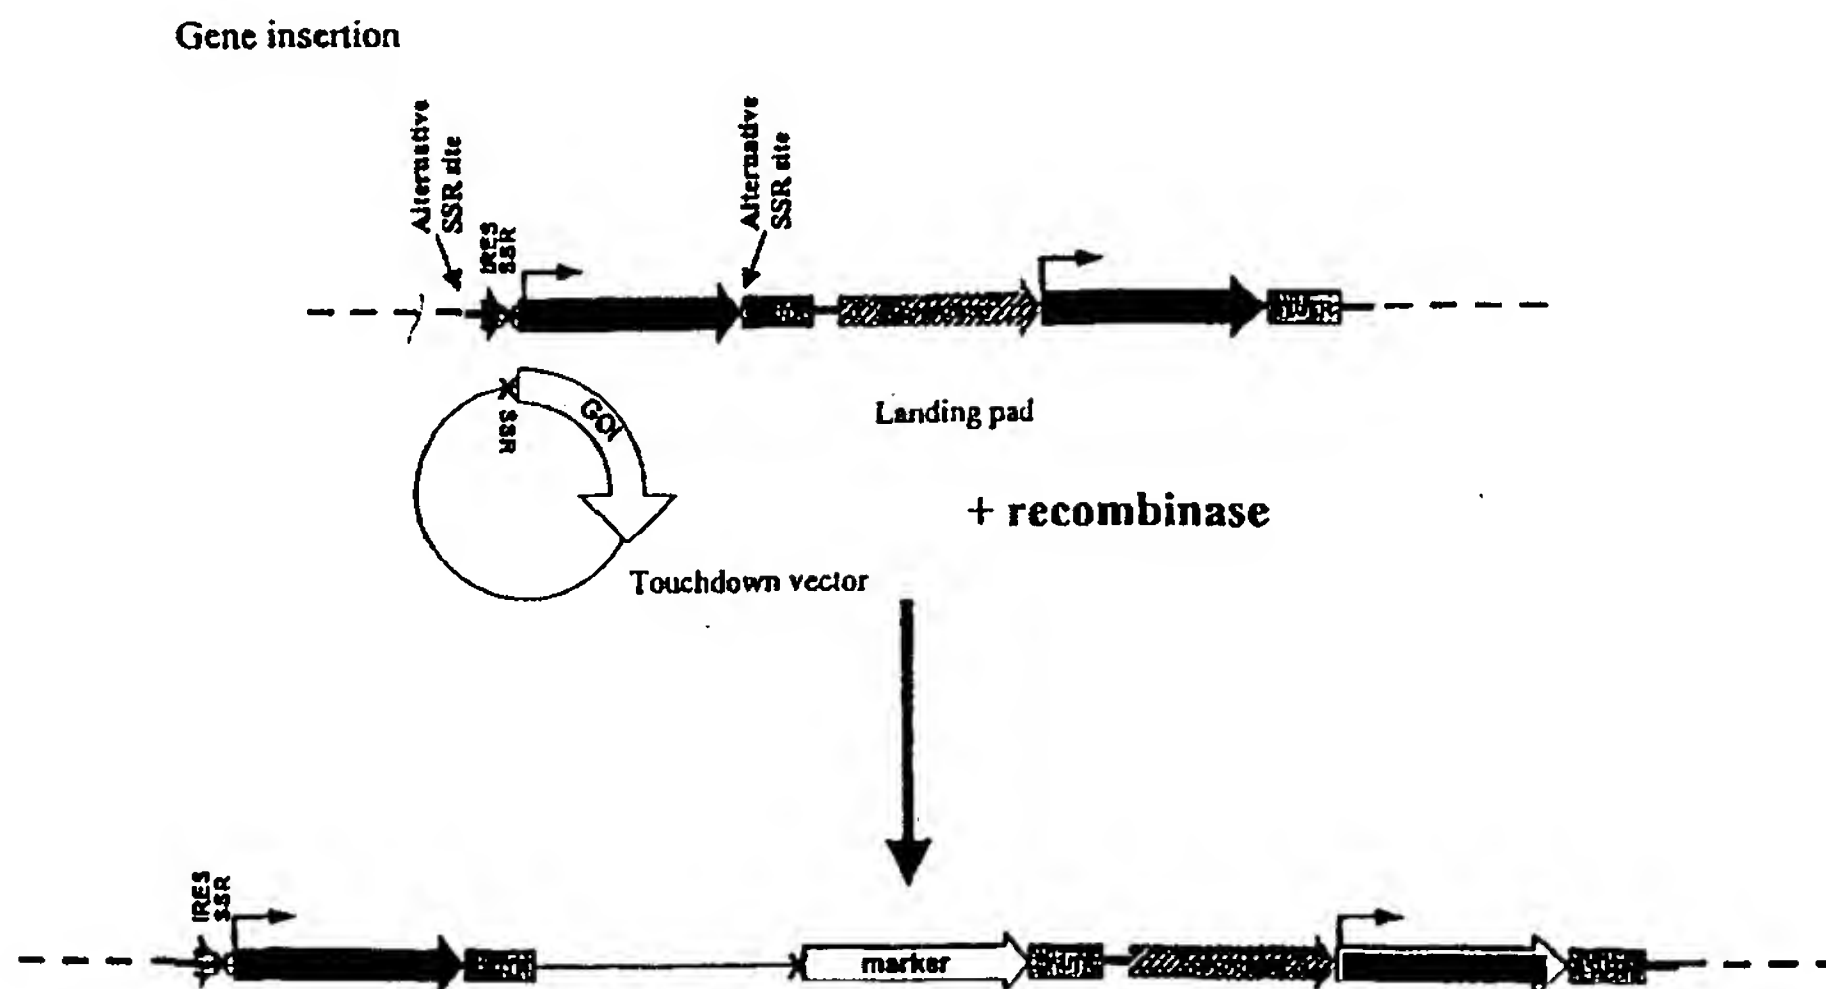 Gene insertion
Alternative
SSR site
Alternative
SSR site
IRES
SSR
GOI
SSR
Landing pad
+ recombinase
Touchdown vector
IRES
SSR
marker